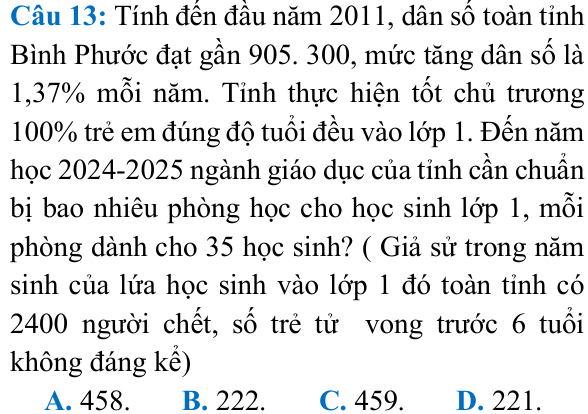 Câu 13: Tính đến đầu năm 2011, dân số toàn tỉnh
Bình Phước đạt gần 905. 300, mức tăng dân số là
1,37% mỗi năm. Tỉnh thực hiện tốt chủ trương
100% trẻ em đúng độ tuổi đều vào lớp 1. Đến năm
học 2024-2025 ngành giáo dục của tỉnh cần chuẩn
bị bao nhiêu phòng học cho học sinh lớp 1, mỗi
phòng dành cho 35 học sinh? ( Giả sử trong năm
sinh của lứa học sinh vào lớp 1 đó toàn tỉnh có
2400 người chết, số trẻ tử vong trước 6 tuổi
không đáng kể)
A. 458. B. 222. C. 459. D. 221.